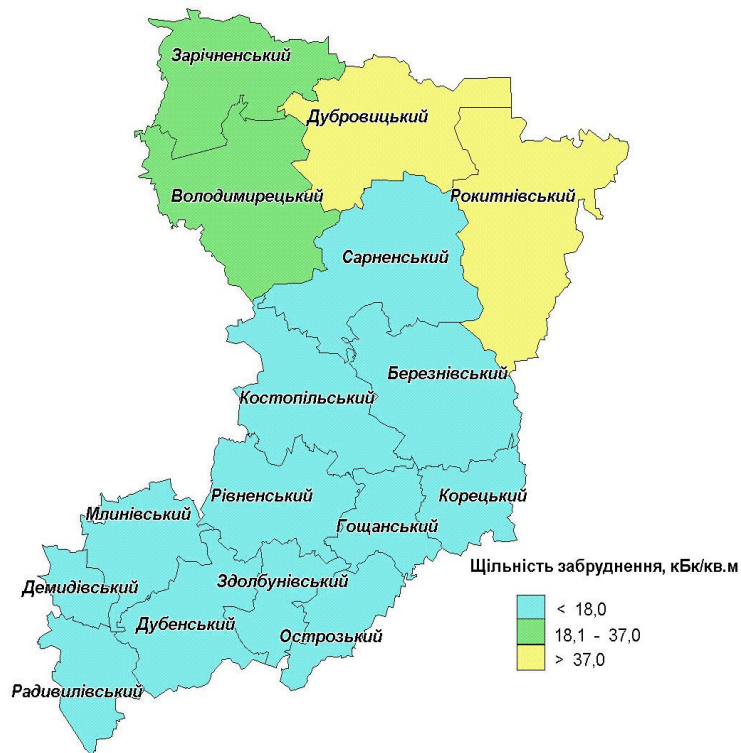 Зарічненський
Дубровицький
Володимирецький
Рокитнівський
Сарненський
Березнівський
Костопільський
Рівненський
Корецький
Млинівський
Гощанський
Здолбунівський
Демидівський
Дубенський
Острозький
Радивилівський
Щільність забруднення, кБк/кв.м
< 18,0
18,1 - 37,0
> 37,0